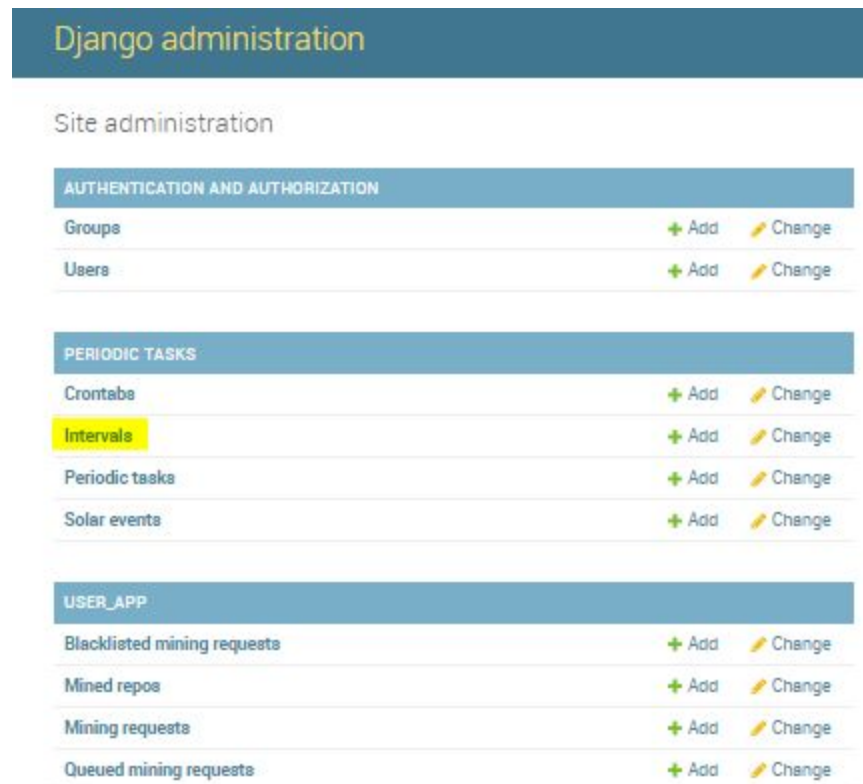 Django administration
Site administration
AUTHENTICATION AND AUTHORIZATION
Groups Add Change
Users Add Change
PERIODIC TASKS
Crontabs Add Change
Intervals Add Change
Periodic tasks Add Change
Solar events Add Change
USER_APP
Blacklisted mining requests Add Change
Mined repos Add Change
Mining requests Add Change
Queued mining requests Add Change